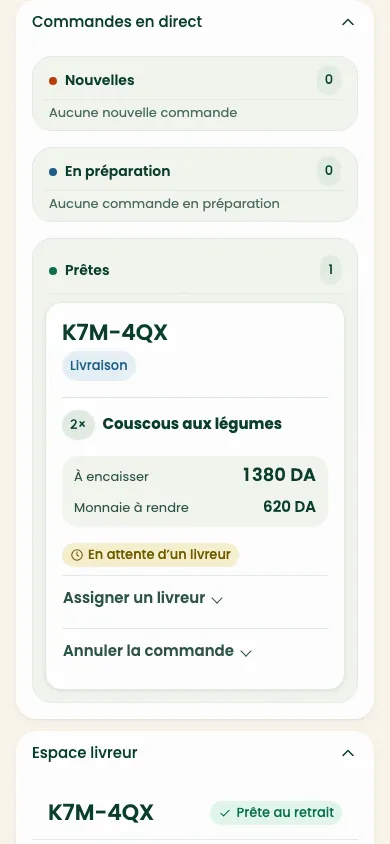 Commandes en direct
Nouvelles 0
Aucune nouvelle commande
En préparation 0
Aucune commande en préparation
Prêtes 1
K7M-4QX
Livraison
2× Couscous aux légumes
À encaisser 1 380 DA
Monnaie à rendre 620 DA
En attente d’un livreur
Assigner un livreur
Annuler la commande
Espace livreur
K7M-4QX Prête au retrait